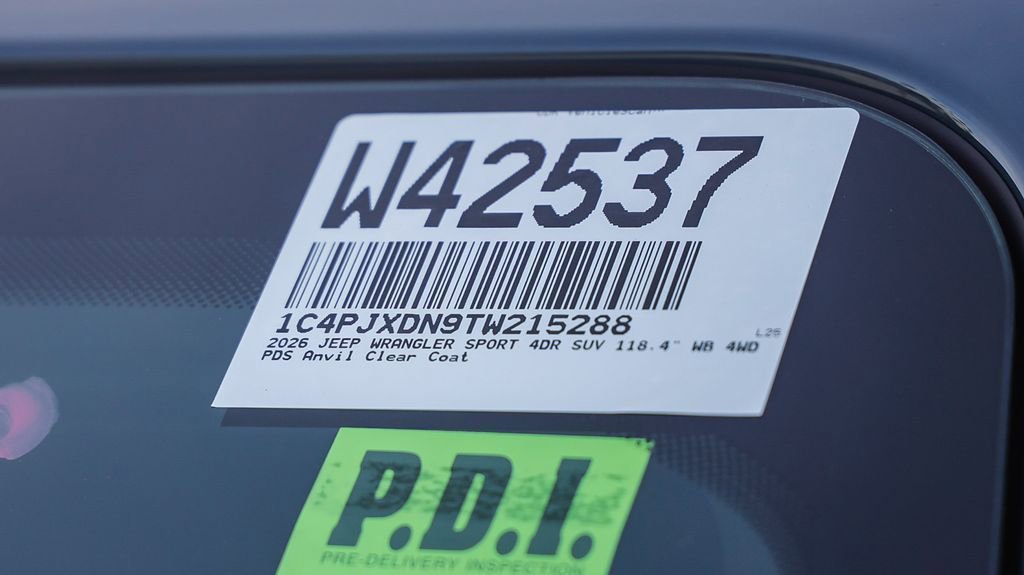 W42537
1C4PJXDN9TW215288
L25
2026 JEEP WRANGLER SPORT 4DR SUV 118.4" WB 4WD
PDS Anvil Clear Coat
P.D.I.
PRE-DELIVERY INSPECTION